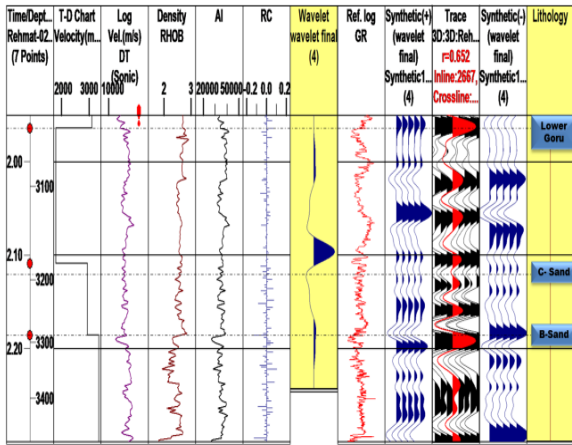 Time/Dept..
Rehmat-02..
(7 Points)
T-D Chart
Velocity(m...
2000 3000
Log
Vel.(m/s)
DT
(Sonic)
10000
Density
RHOB
2 3
AI
20000 50000
RC
-0.2 0.2
Wavelet
wavelet final
(4)
Ref. log
GR
Synthetic(+)
(wavelet
final)
Synthetic1...
(4)
Trace
3D:3D:Reh...
r=0.652
Inline:2667,
Crossline:...
Synthetic(-)
(wavelet
final)
Synthetic1...
(4)
Lithology
Lower
Goru
2.00
3100
2.10
3200
C- Sand
B-Sand
3300
2.20
3400